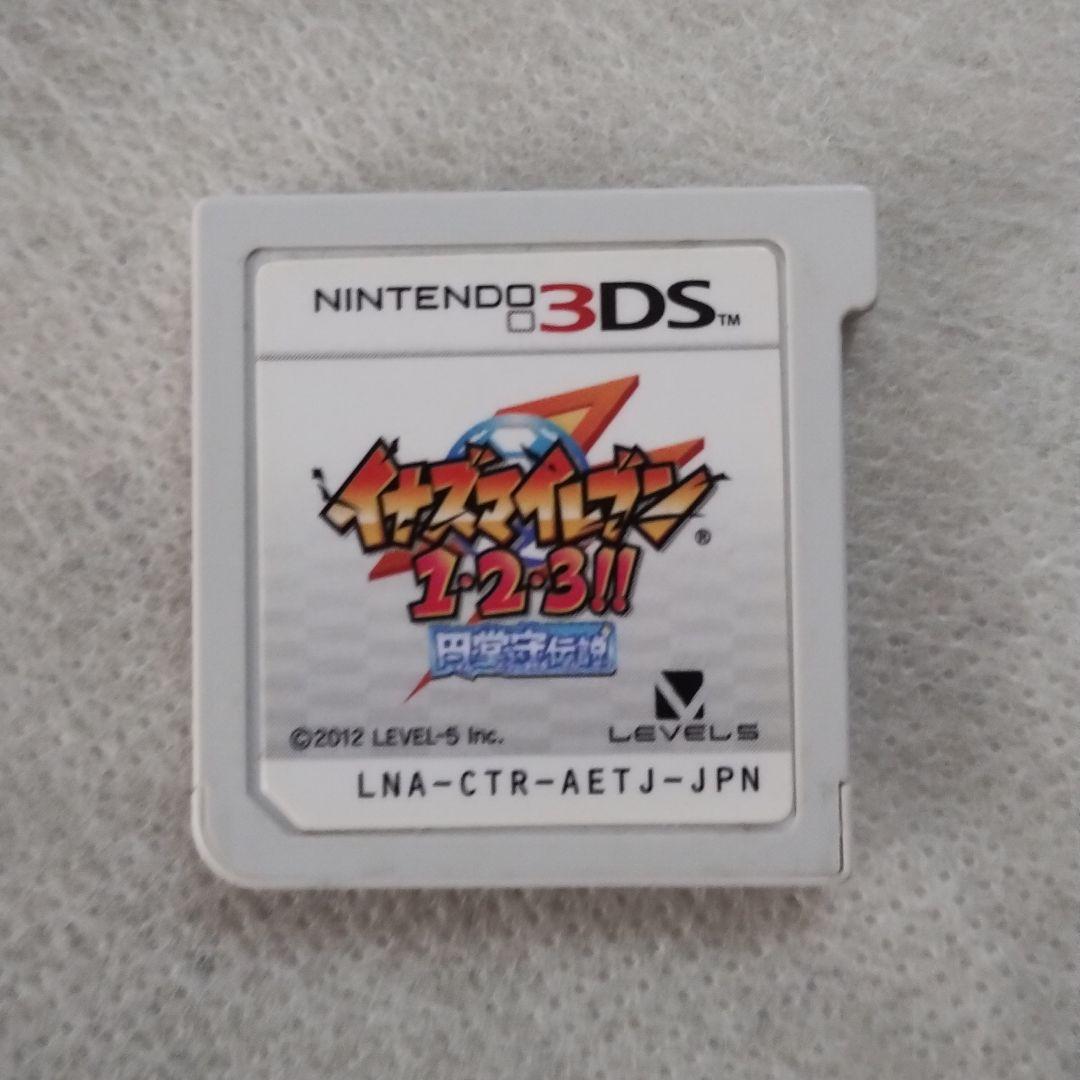 NINTENDO 3DS™
イナズマイレブン®
1・2・3!!
円堂守伝説
©2012 LEVEL-5 Inc.
LEVEL5
LNA-CTR-AETJ-JPN